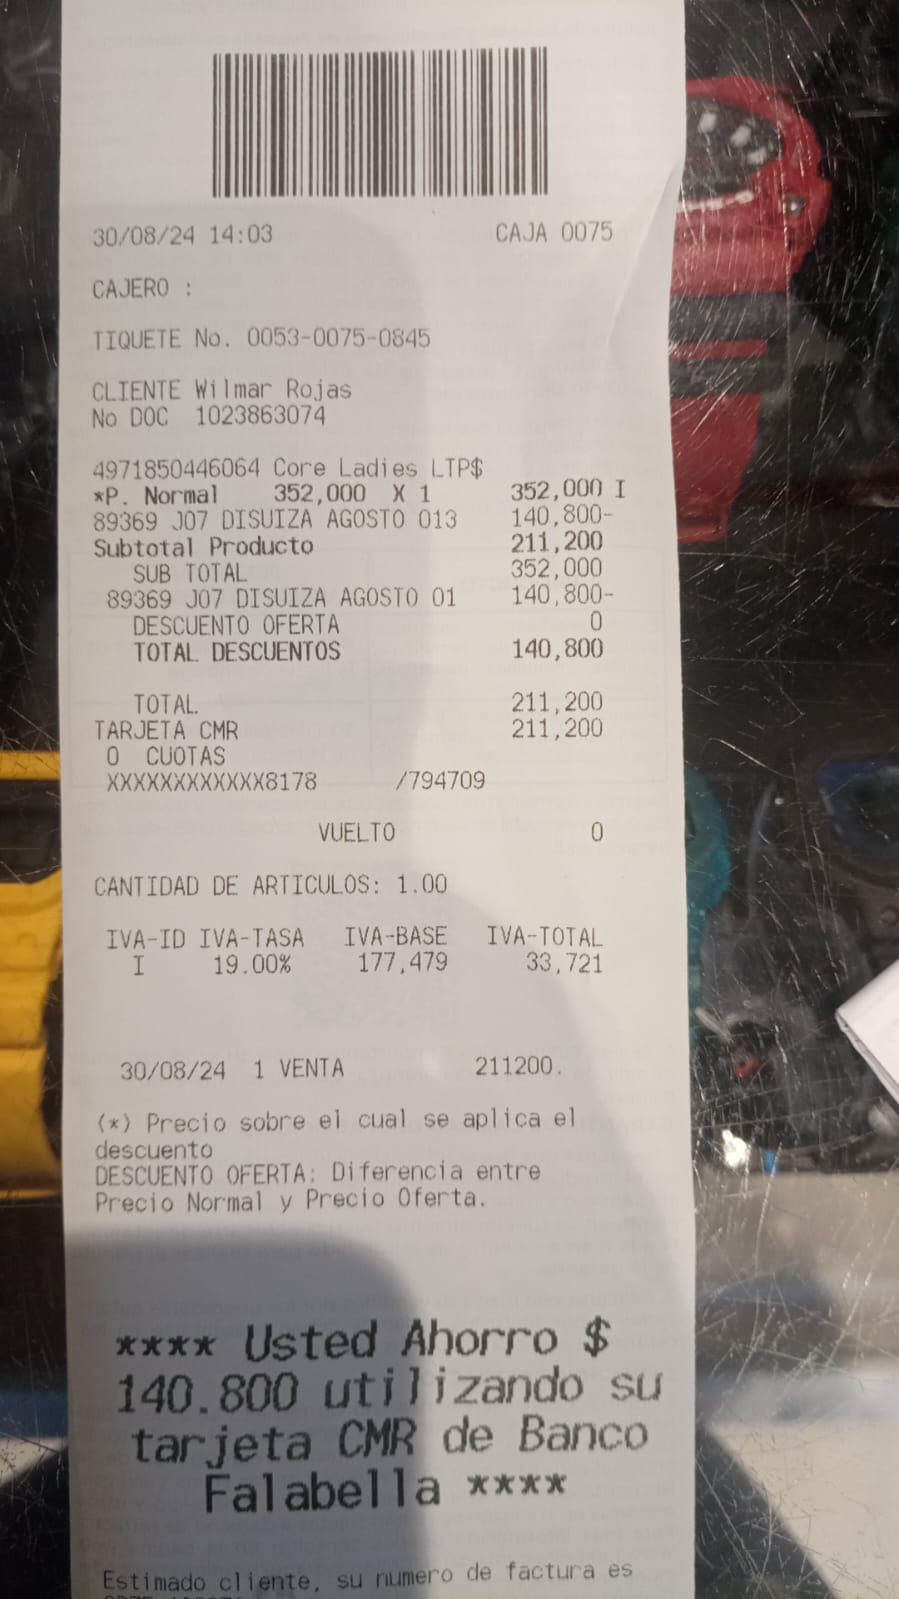 30/08/24 14:03 CAJA 0075
CAJERO :
TIQUETE No. 0053-0075-0845
CLIENTE Wilmar Rojas
No DOC 1023863074
4971850446064 Core Ladies LTP$
*P. Normal 352,000 X 1 352,000 I
89369 J07 DISUIZA AGOSTO 013 140,800-
Subtotal Producto 211,200
SUB TOTAL 352,000
89369 J07 DISUIZA AGOSTO 01 140,800-
DESCUENTO OFERTA 0
TOTAL DESCUENTOS 140,800
TOTAL 211,200
TARJETA CMR 211,200
0 CUOTAS
XXXXXXXXXXXX8178 /794709
VUELTO 0
CANTIDAD DE ARTICULOS: 1.00
IVA-ID IVA-TASA IVA-BASE IVA-TOTAL
I 19.00% 177,479 33,721
30/08/24 1 VENTA 211200.
(*) Precio sobre el cual se aplica el
descuento
DESCUENTO OFERTA: Diferencia entre
Precio Normal y Precio Oferta.
**** Usted Ahorro $
140.800 utilizando su
tarjeta CMR de Banco
Falabella ****
Estimado cliente, su numero de factura es